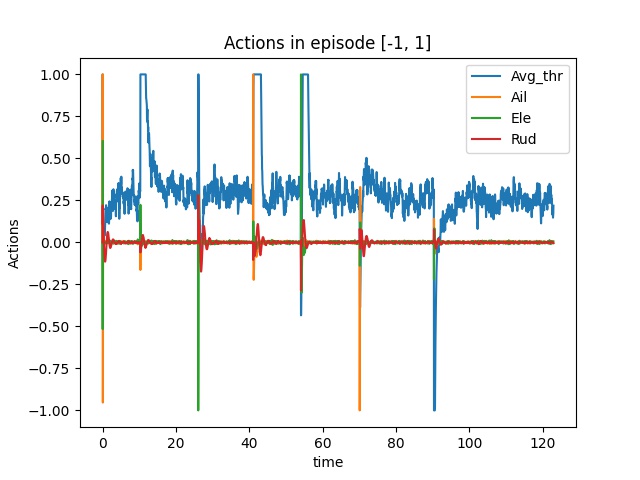 Actions in episode [-1, 1]
Avg_thr
Ail
Ele
Rud
1.00
0.75
0.50
0.25
0.00
−0.25
−0.50
−0.75
−1.00
Actions
0 20 40 60 80 100 120
time